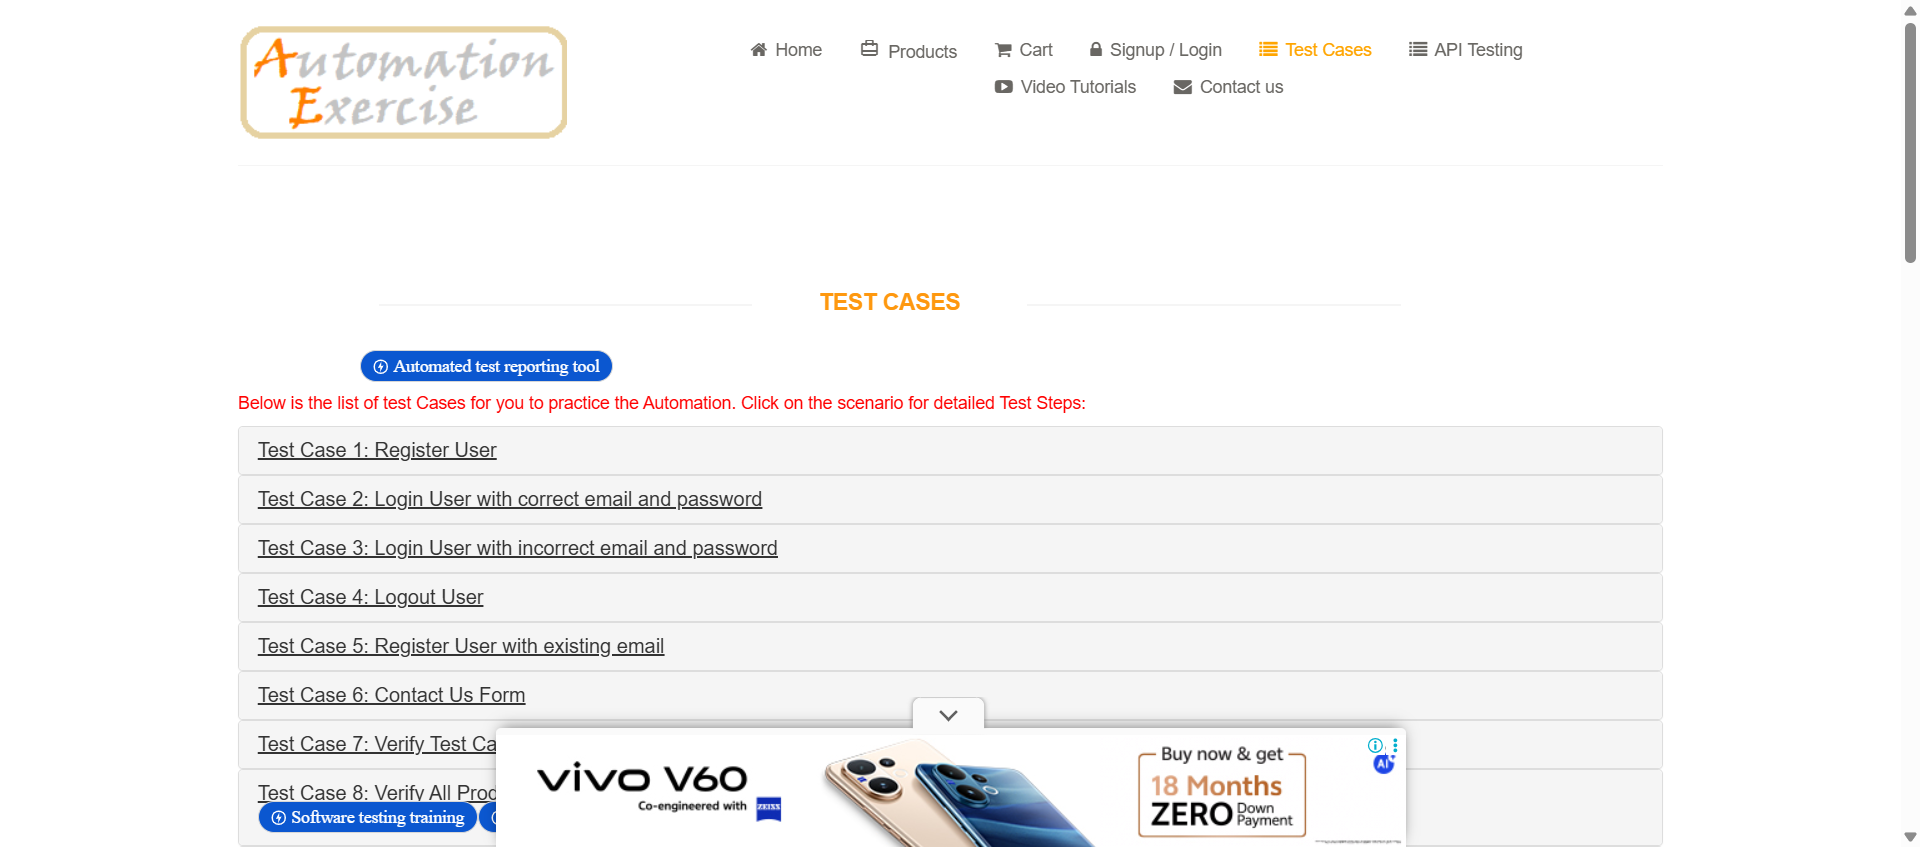 Automation
Exercise
Home
Products
Cart
Signup / Login
Test Cases
API Testing
Video Tutorials
Contact us
TEST CASES
Automated test reporting tool
Below is the list of test Cases for you to practice the Automation. Click on the scenario for detailed Test Steps:
Test Case 1: Register User
Test Case 2: Login User with correct email and password
Test Case 3: Login User with incorrect email and password
Test Case 4: Logout User
Test Case 5: Register User with existing email
Test Case 6: Contact Us Form
Test Case 7: Verify Test Ca
Test Case 8: Verify All Prod
Software testing training
vivo V60
Co-engineered with ZEISS
Buy now & get
18 Months
ZERO Down
Payment
AI